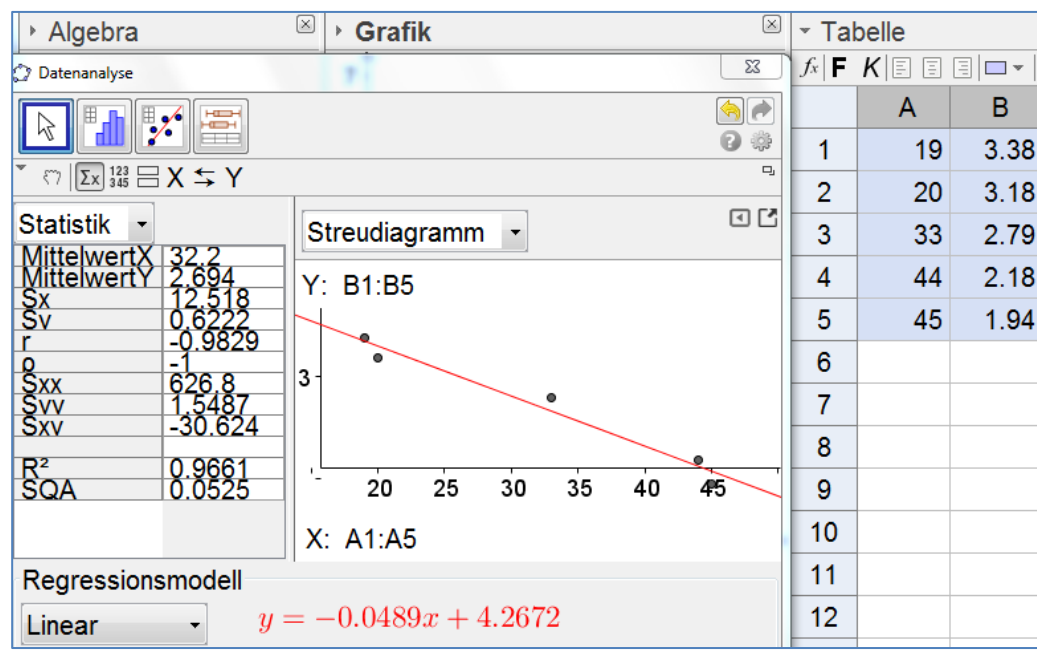 Algebra
Grafik
Tabelle
Datenanalyse
fx F K
A B
1 19 3.38
2 20 3.18
3 33 2.79
4 44 2.18
5 45 1.94
6
7
8
9
10
11
12
Σx 123 345 X ⇆ Y
Statistik
MittelwertX 32.2
MittelwertY 2.694
Sx 12.518
Sy 0.6222
r -0.9829
ρ -1
Sxx 626.8
Syy 1.5487
Sxy -30.624
R² 0.9661
SQA 0.0525
Streudiagramm
Y: B1:B5
3
20 25 30 35 40 45
X: A1:A5
Regressionsmodell
Linear
y = −0.0489x + 4.2672